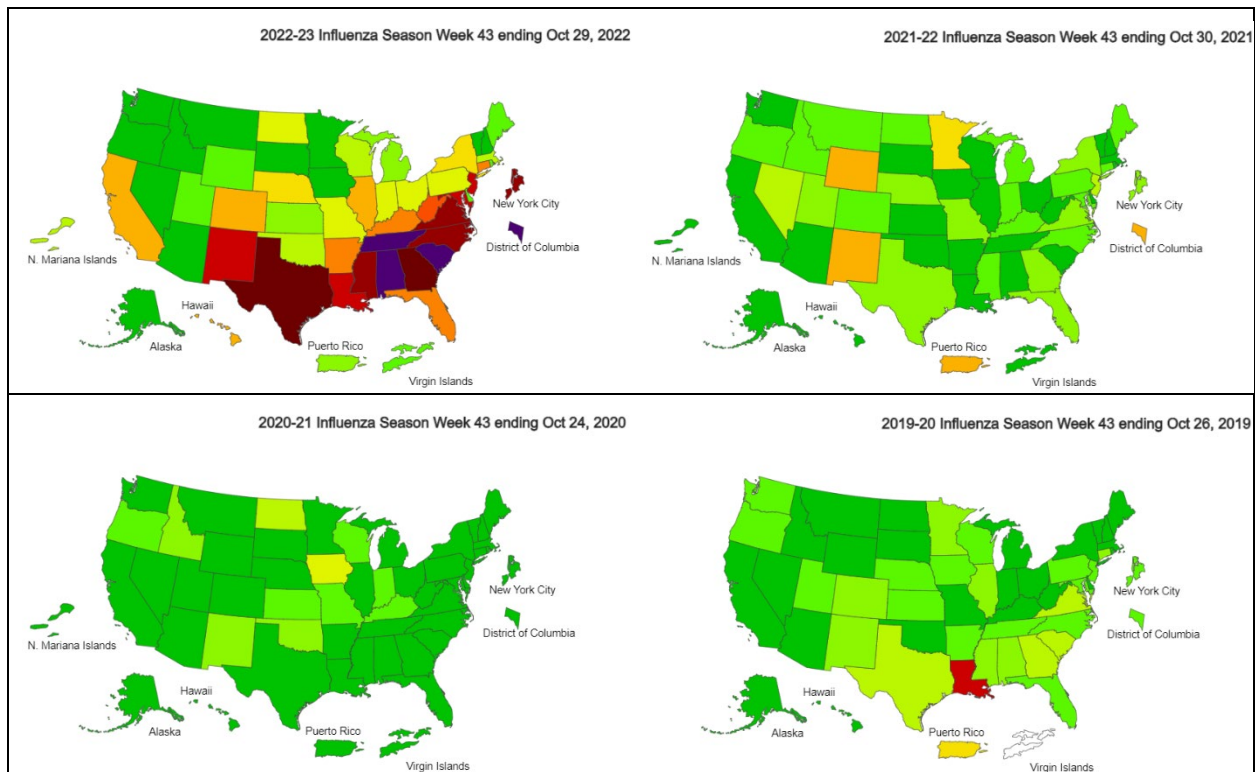 2022-23 Influenza Season Week 43 ending Oct 29, 2022
New York City
District of Columbia
N. Mariana Islands
Hawaii
Alaska
Puerto Rico
Virgin Islands
2021-22 Influenza Season Week 43 ending Oct 30, 2021
New York City
District of Columbia
N. Mariana Islands
Hawaii
Alaska
Puerto Rico
Virgin Islands
2020-21 Influenza Season Week 43 ending Oct 24, 2020
New York City
District of Columbia
N. Mariana Islands
Hawaii
Alaska
Puerto Rico
Virgin Islands
2019-20 Influenza Season Week 43 ending Oct 26, 2019
New York City
District of Columbia
Hawaii
Alaska
Puerto Rico
Virgin Islands